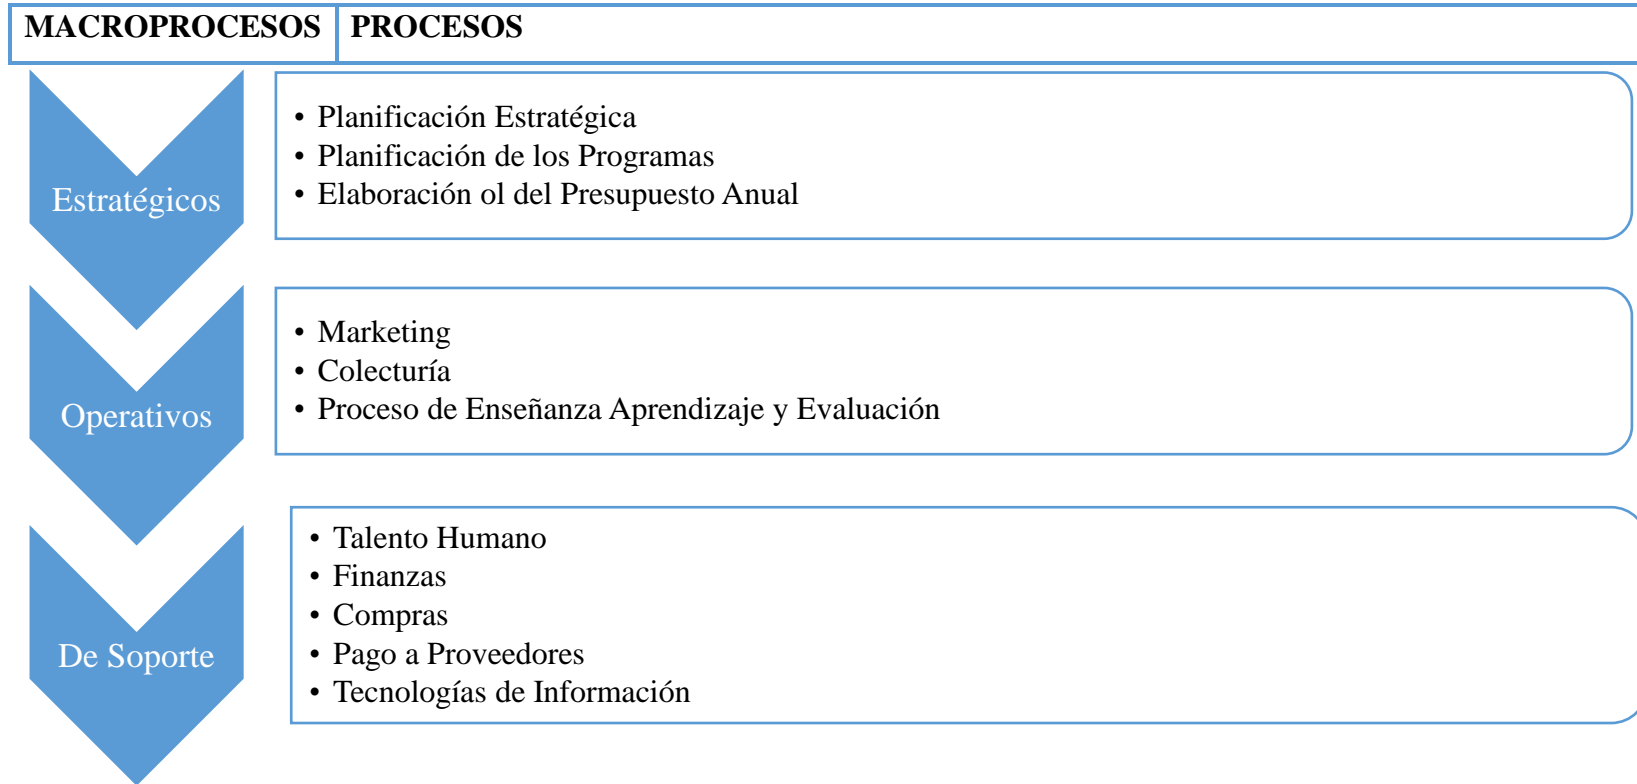 MACROPROCESOS PROCESOS
Estratégicos
• Planificación Estratégica
• Planificación de los Programas
• Elaboración ol del Presupuesto Anual
Operativos
• Marketing
• Colecturía
• Proceso de Enseñanza Aprendizaje y Evaluación
De Soporte
• Talento Humano
• Finanzas
• Compras
• Pago a Proveedores
• Tecnologías de Información